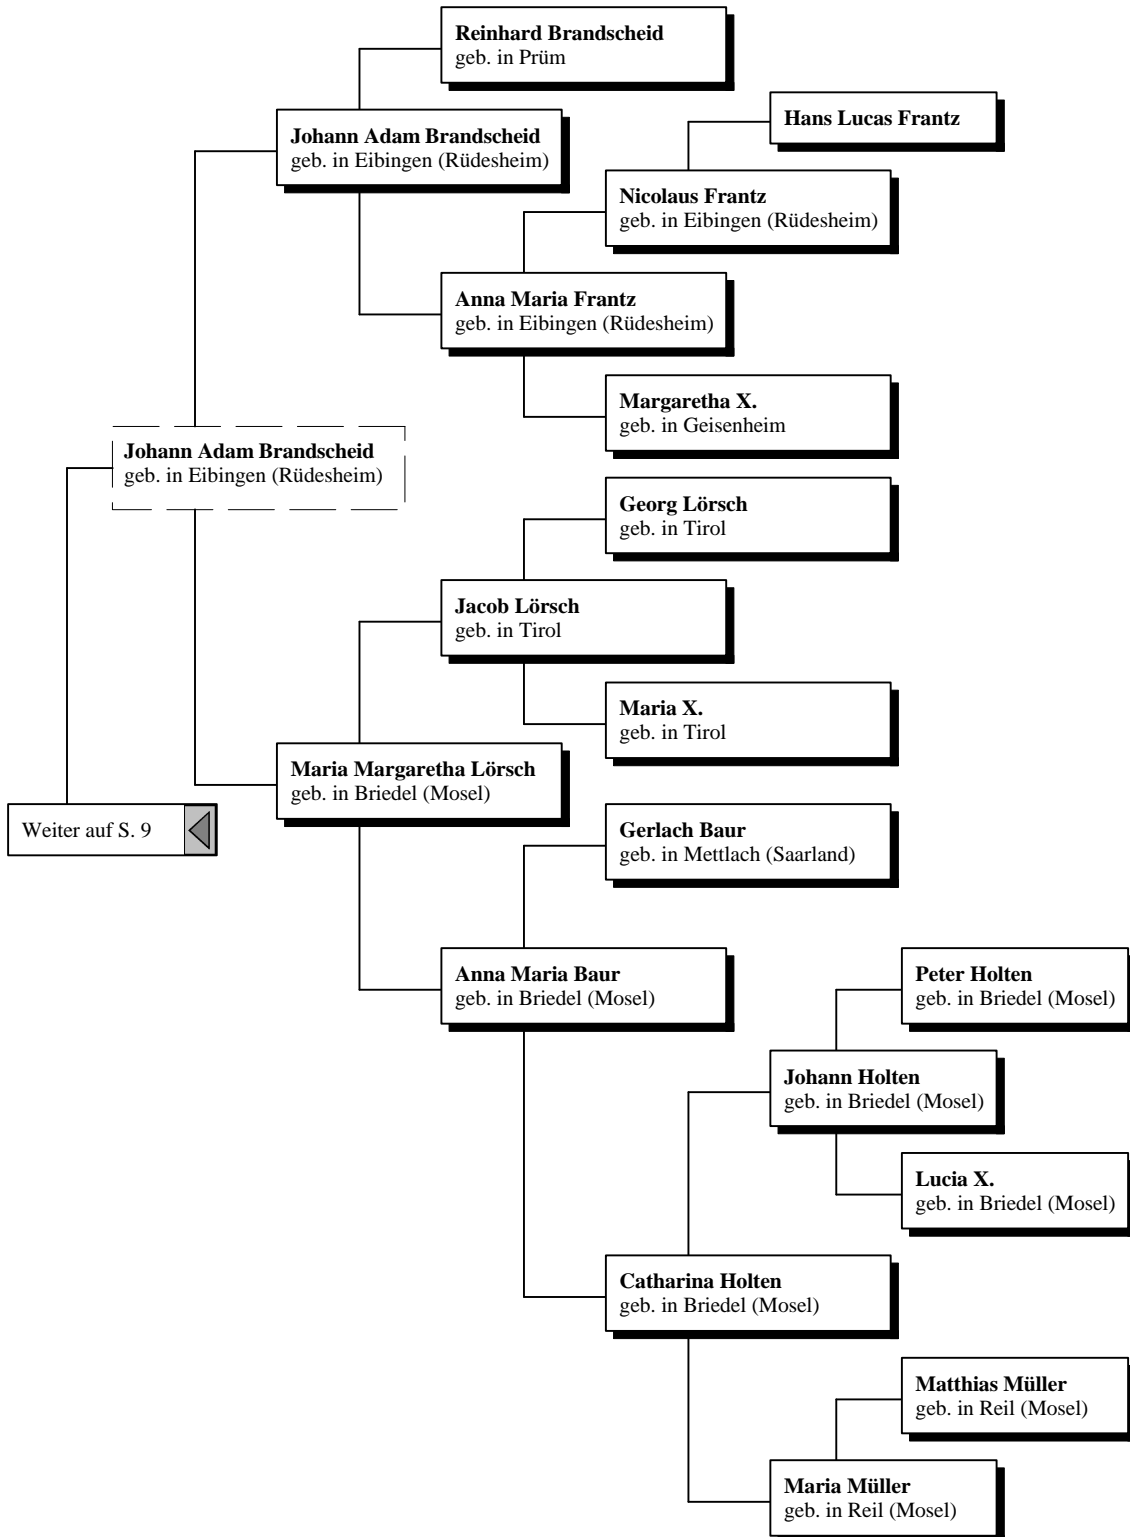 Reinhard Brandscheid
geb. in Prüm
Hans Lucas Frantz
Johann Adam Brandscheid
geb. in Eibingen (Rüdesheim)
Nicolaus Frantz
geb. in Eibingen (Rüdesheim)
Anna Maria Frantz
geb. in Eibingen (Rüdesheim)
Margaretha X.
geb. in Geisenheim
Johann Adam Brandscheid
geb. in Eibingen (Rüdesheim)
Georg Lörsch
geb. in Tirol
Jacob Lörsch
geb. in Tirol
Maria X.
geb. in Tirol
Maria Margaretha Lörsch
geb. in Briedel (Mosel)
Weiter auf S. 9
Gerlach Baur
geb. in Mettlach (Saarland)
Anna Maria Baur
geb. in Briedel (Mosel)
Peter Holten
geb. in Briedel (Mosel)
Johann Holten
geb. in Briedel (Mosel)
Lucia X.
geb. in Briedel (Mosel)
Catharina Holten
geb. in Briedel (Mosel)
Matthias Müller
geb. in Reil (Mosel)
Maria Müller
geb. in Reil (Mosel)